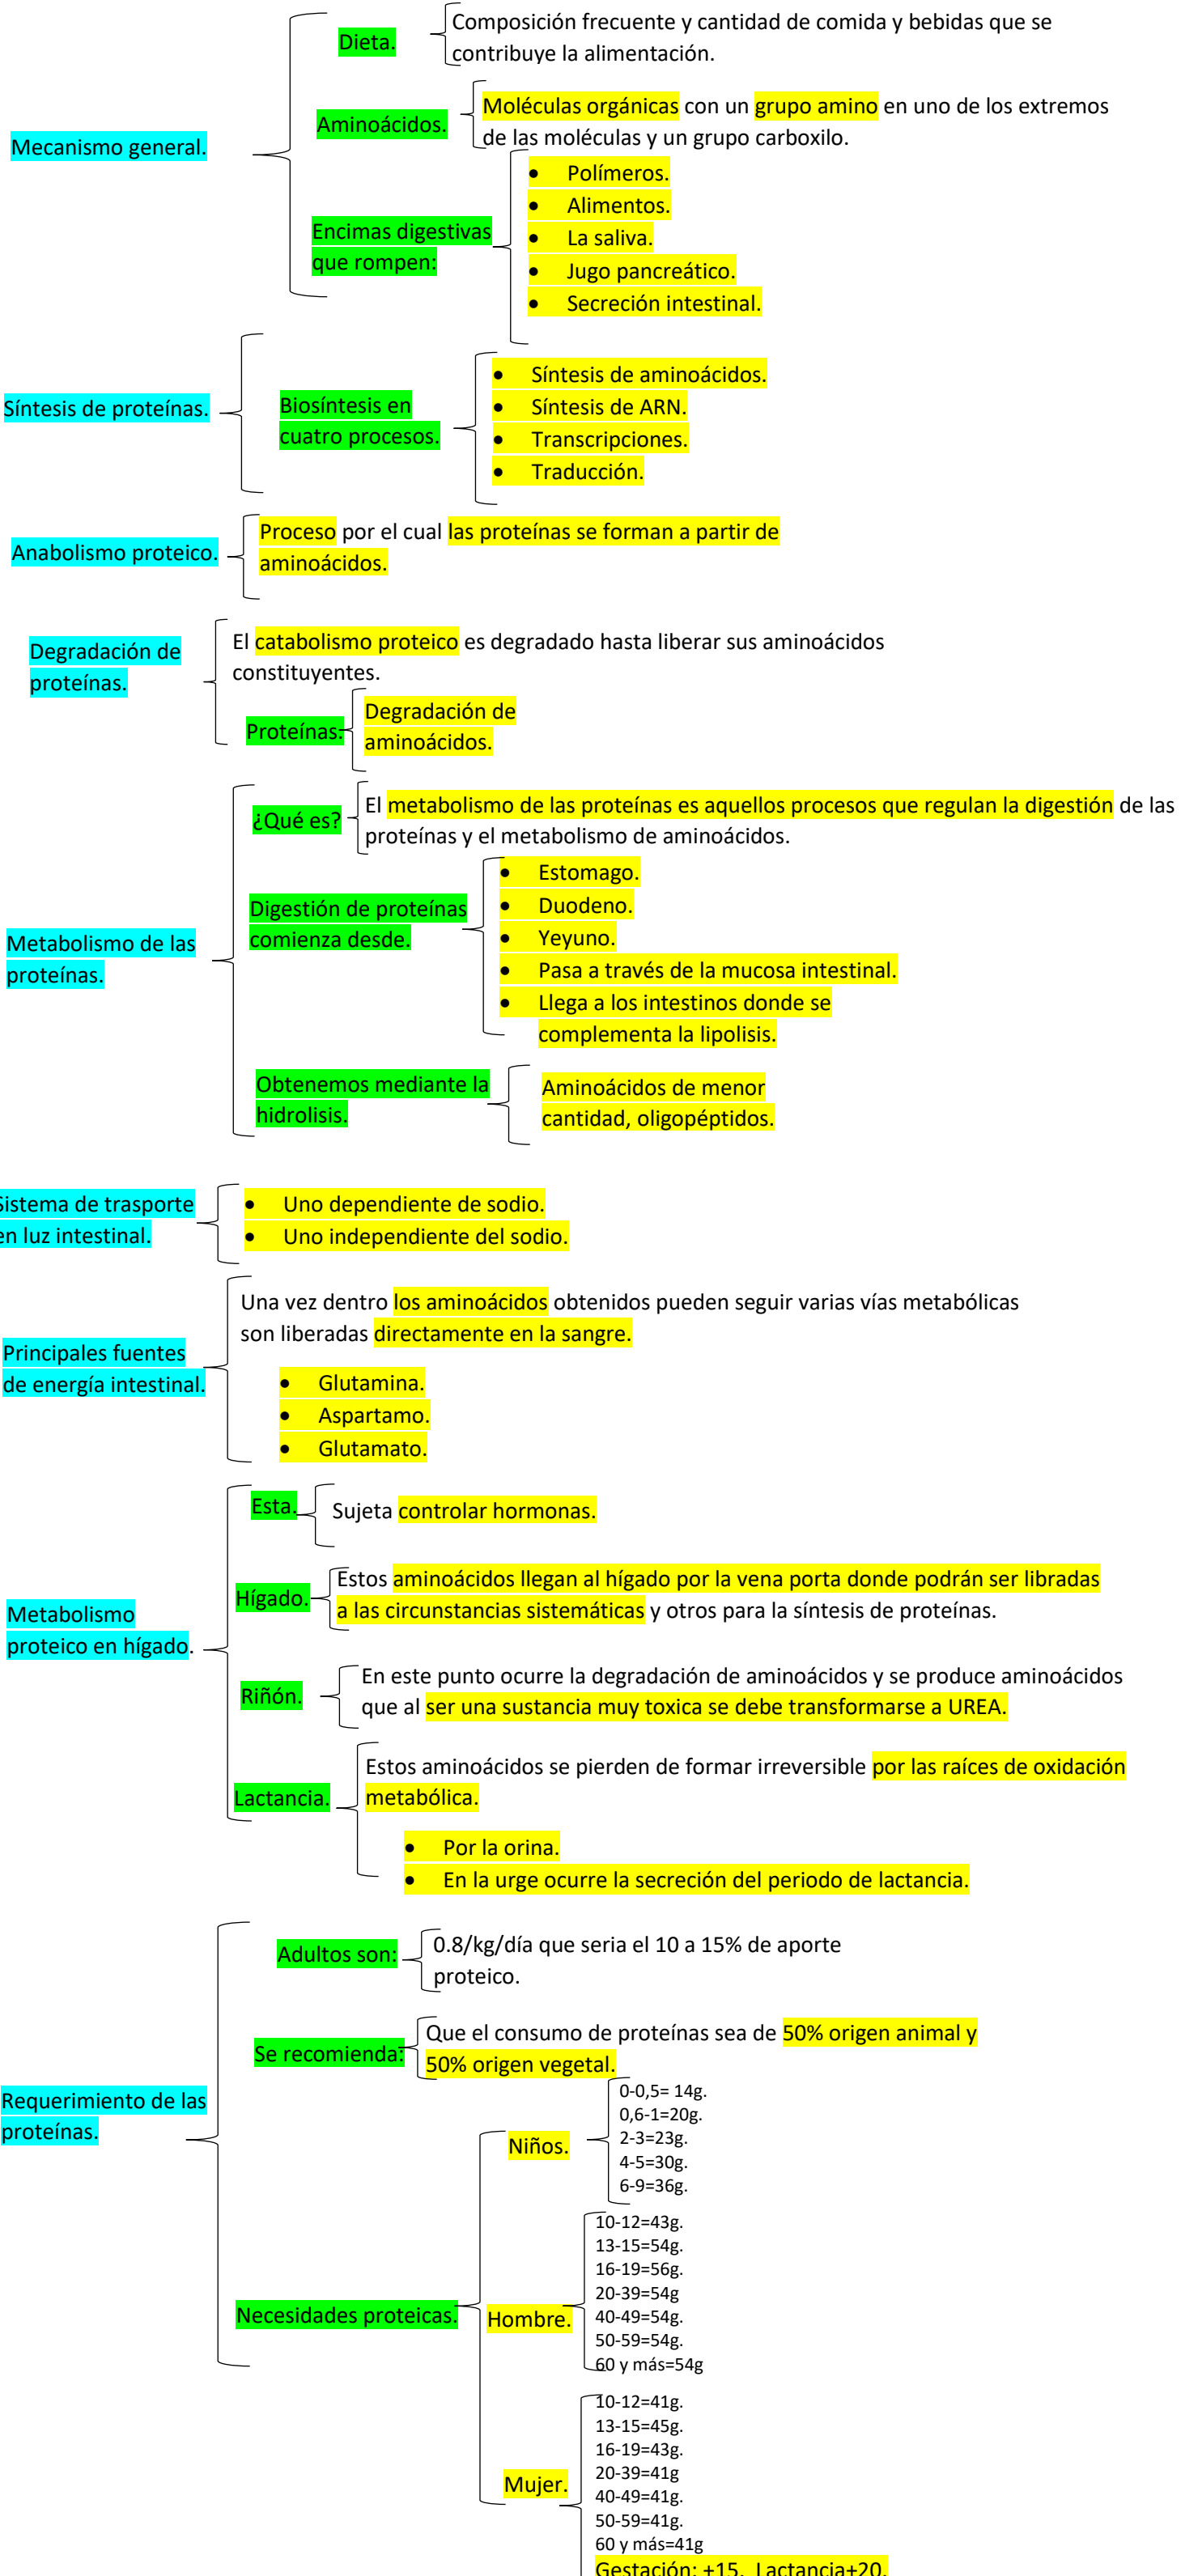 Mecanismo general.
Dieta.
Composición frecuente y cantidad de comida y bebidas que se
contribuye la alimentación.
Aminoácidos.
Moléculas orgánicas con un grupo amino en uno de los extremos
de las moléculas y un grupo carboxilo.
Encimas digestivas
que rompen:
• Polímeros.
• Alimentos.
• La saliva.
• Jugo pancreático.
• Secreción intestinal.
Síntesis de proteínas.
Biosíntesis en
cuatro procesos.
• Síntesis de aminoácidos.
• Síntesis de ARN.
• Transcripciones.
• Traducción.
Anabolismo proteico.
Proceso por el cual las proteínas se forman a partir de
aminoácidos.
Degradación de
proteínas.
El catabolismo proteico es degradado hasta liberar sus aminoácidos
constituyentes.
Proteínas.
Degradación de
aminoácidos.
Metabolismo de las
proteínas.
¿Qué es?
El metabolismo de las proteínas es aquellos procesos que regulan la digestión de las
proteínas y el metabolismo de aminoácidos.
Digestión de proteínas
comienza desde.
• Estomago.
• Duodeno.
• Yeyuno.
• Pasa a través de la mucosa intestinal.
• Llega a los intestinos donde se
complementa la lipolisis.
Obtenemos mediante la
hidrolisis.
Aminoácidos de menor
cantidad, oligopéptidos.
Sistema de trasporte
en luz intestinal.
• Uno dependiente de sodio.
• Uno independiente del sodio.
Principales fuentes
de energía intestinal.
Una vez dentro los aminoácidos obtenidos pueden seguir varias vías metabólicas
son liberadas directamente en la sangre.
• Glutamina.
• Aspartamo.
• Glutamato.
Metabolismo
proteico en hígado.
Esta.
Sujeta controlar hormonas.
Hígado.
Estos aminoácidos llegan al hígado por la vena porta donde podrán ser libradas
a las circunstancias sistemáticas y otros para la síntesis de proteínas.
Riñón.
En este punto ocurre la degradación de aminoácidos y se produce aminoácidos
que al ser una sustancia muy toxica se debe transformarse a UREA.
Lactancia.
Estos aminoácidos se pierden de formar irreversible por las raíces de oxidación
metabólica.
• Por la orina.
• En la urge ocurre la secreción del periodo de lactancia.
Requerimiento de las
proteínas.
Adultos son:
0.8/kg/día que seria el 10 a 15% de aporte
proteico.
Se recomienda:
Que el consumo de proteínas sea de 50% origen animal y
50% origen vegetal.
Necesidades proteicas.
Niños.
0-0,5= 14g.
0,6-1=20g.
2-3=23g.
4-5=30g.
6-9=36g.
Hombre.
10-12=43g.
13-15=54g.
16-19=56g.
20-39=54g
40-49=54g.
50-59=54g.
60 y más=54g
Mujer.
10-12=41g.
13-15=45g.
16-19=43g.
20-39=41g
40-49=41g.
50-59=41g.
60 y más=41g
Gestación: +15. Lactancia+20.